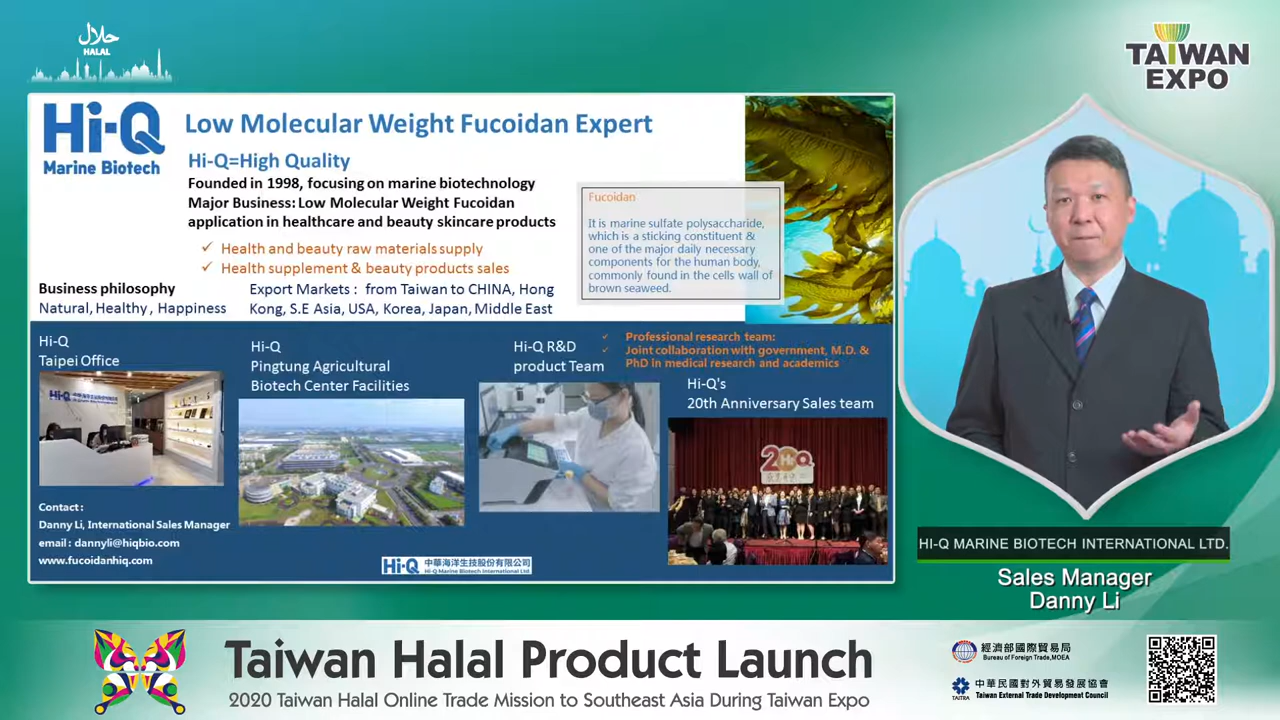 حلال
HALAL
TAIWAN
EXPO
Hi-Q
Marine Biotech
Low Molecular Weight Fucoidan Expert
Hi-Q=High Quality
Founded in 1998, focusing on marine biotechnology
Major Business: Low Molecular Weight Fucoidan
application in healthcare and beauty skincare products
✓ Health and beauty raw materials supply
✓ Health supplement & beauty products sales
Business philosophy
Natural, Healthy , Happiness
Export Markets : from Taiwan to CHINA, Hong
Kong, S.E Asia, USA, Korea, Japan, Middle East
Fucoidan
It is marine sulfate polysaccharide,
which is a sticking constituent &
one of the major daily necessary
components for the human body,
commonly found in the cells wall of
brown seaweed.
Hi-Q
Taipei Office
Hi-Q
Pingtung Agricultural
Biotech Center Facilities
Hi-Q R&D
product Team
✓ Professional research team:
✓ Joint collaboration with government, M.D. &
PhD in medical research and academics
Hi-Q's
20th Anniversary Sales team
Contact :
Danny Li, International Sales Manager
email : dannyli@hiqbio.com
www.fucoidanhiq.com
Hi-Q 中華海洋生技股份有限公司
Hi-Q Marine Biotech International Ltd.
HI-Q MARINE BIOTECH INTERNATIONAL LTD.
Sales Manager
Danny Li
Taiwan Halal Product Launch
2020 Taiwan Halal Online Trade Mission to Southeast Asia During Taiwan Expo
經濟部國際貿易局
Bureau of Foreign Trade,MOEA
TAITRA
中華民國對外貿易發展協會
Taiwan External Trade Development Council